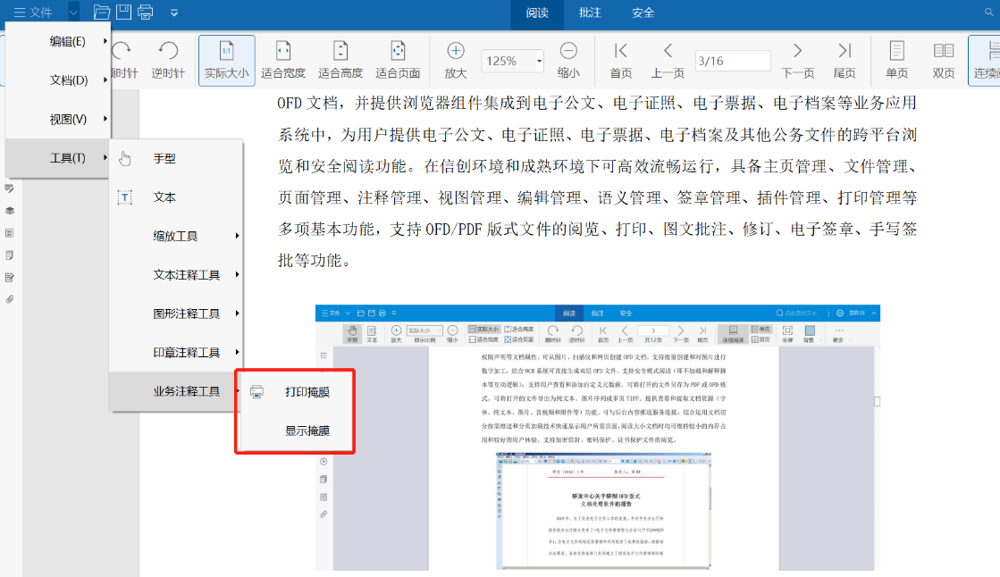 文件
阅读 批注 安全
编辑(E)
文档(D)
视图(V)
工具(T)
时针 逆时针 实际大小 适合宽度 适合高度 适合页面 放大 125% 缩小 首页 上一页 3/16 下一页 尾页 单页 双页 连续
手型
文本
缩放工具
文本注释工具
图形注释工具
印章注释工具
业务注释工具
打印掩膜
显示掩膜
OFD 文档，并提供浏览器组件集成到电子公文、电子证照、电子票据、电子档案等业务应用
系统中，为用户提供电子公文、电子证照、电子票据、电子档案及其他公务文件的跨平台浏
览和安全阅读功能。在信创环境和成熟环境下可高效流畅运行，具备主页管理、文件管理、
页面管理、注释管理、视图管理、编辑管理、语义管理、签章管理、插件管理、打印管理等
多项基本功能，支持 OFD/PDF 版式文件的阅览、打印、图文批注、修订、电子签章、手写签
批等功能。
文件 阅读 批注 安全 点此查找文本
手型 文本 放大 实际大小 显示比例 缩小 实际大小 适合宽度 适合高度 适合页面 顺时针 逆时针 首页 上一页 3 共12页 下一页 尾页 连续阅读 单页 双页 全屏 背景 更多
权限声明等文档属性，可从图片、扫描仪和网页创建 OFD 文档，支持批量创建和对图片进行
数字加工，结合 OCR 系统可直接生成双层 OFD 文件，支持安全模式阅读（即不加载和解释脚
本等互动逻辑）；支持用户查看和添加自定义元数据。可将打开的文件另存为 PDF 或 OFD 格
式，可将打开的文件导出为纯文本、图片序列或多页 TIFF。提供查看和提取文档资源（字
体、纯文本、图片、音视频和附件等）功能。可与后台内容推送服务连接，综合运用文档切
分按需推送和分页加载技术快速显示用户所需页面，阅读大小文档时均可维持较小的内存占
用和较好的用户体验。支持加密信封、密码保护、证书保护文件的阅览。
研发〔2010〕1 号
研发中心关于研制 OFD 版式
文档处理软件的报告